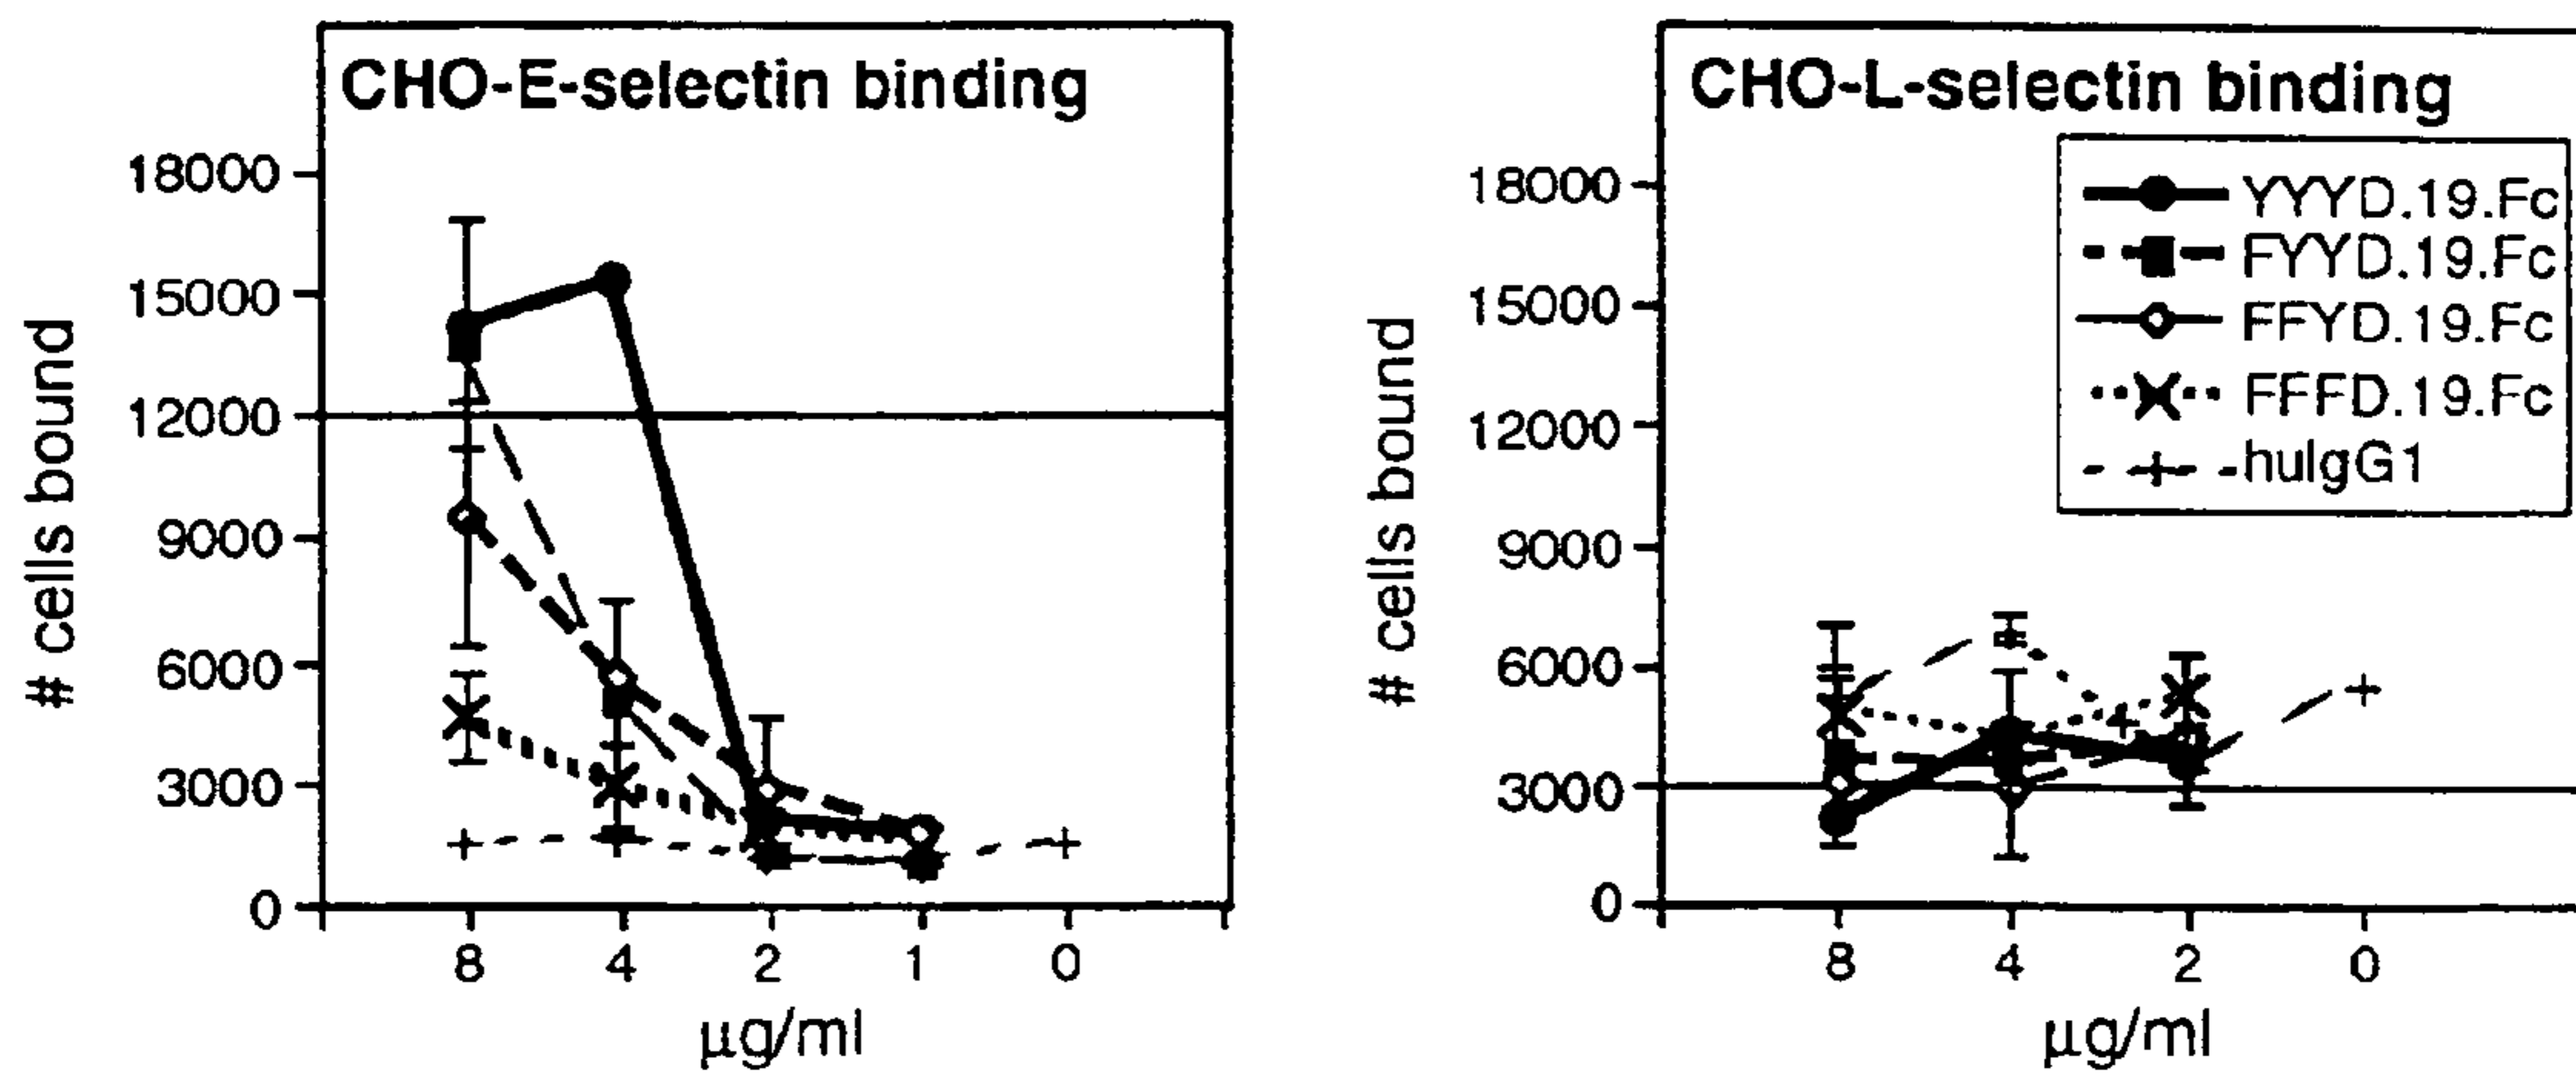 CHO-E-selectin binding
# cells bound
18000
15000
12000
9000
6000
3000
0
8 4 2 1 0
µg/ml
CHO-L-selectin binding
# cells bound
18000
15000
12000
9000
6000
3000
0
8 4 2 0
µg/ml
YYYD.19.Fc
FYYD.19.Fc
FFYD.19.Fc
FFFD.19.Fc
huIgG1